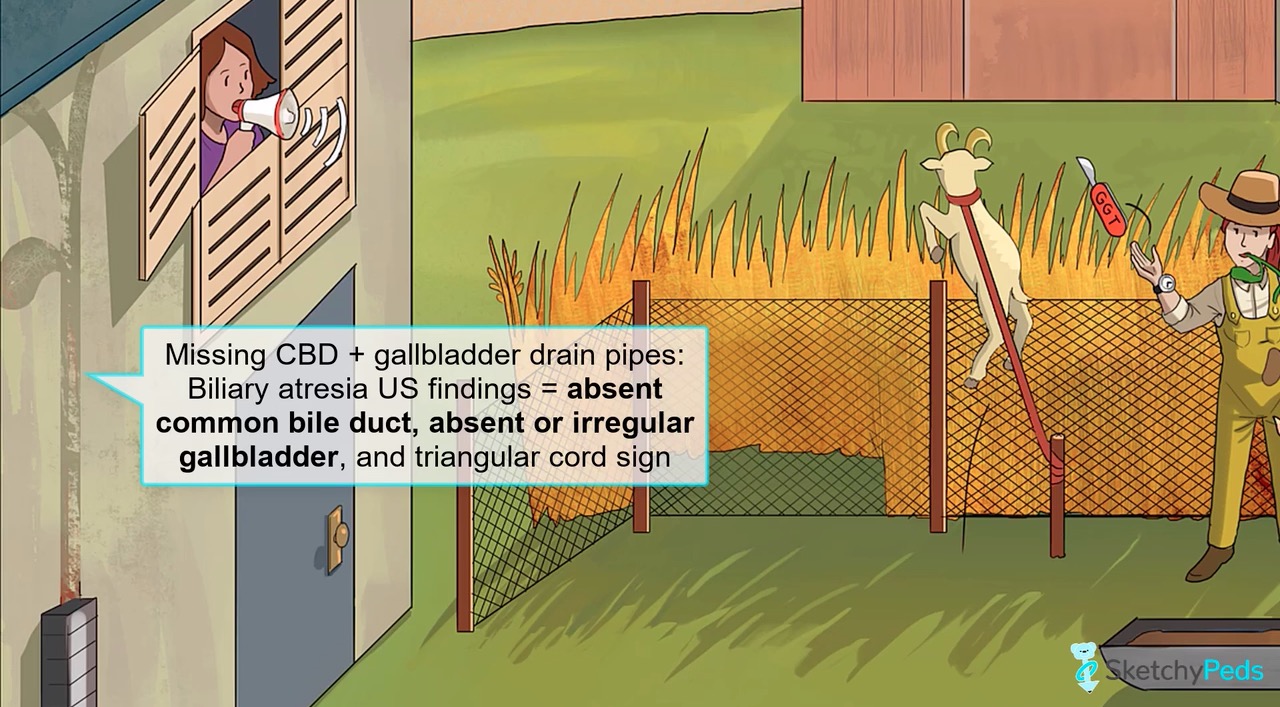 GGT
Missing CBD + gallbladder drain pipes:
Biliary atresia US findings = absent
common bile duct, absent or irregular
gallbladder, and triangular cord sign
SketchyPeds